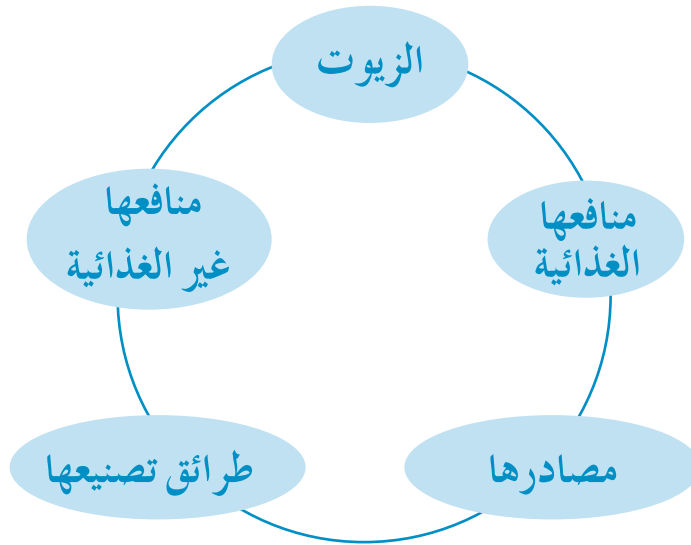 الزيوت
منافعها
الغذائية
مصادرها
طرائق تصنيعها
منافعها
غير الغذائية